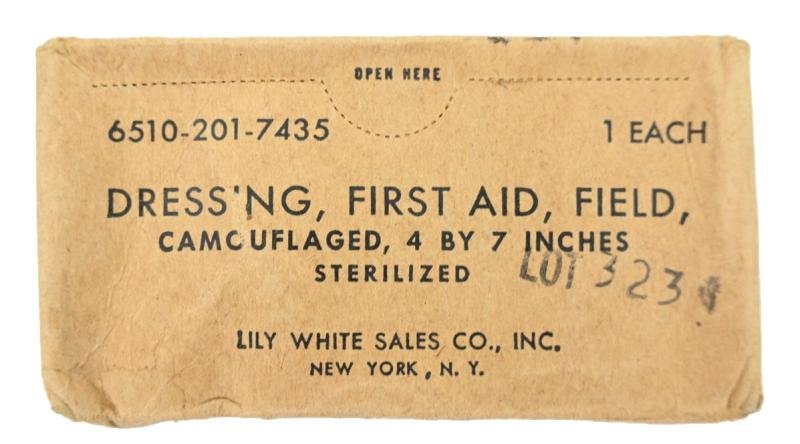 OPEN HERE
6510-201-7435 1 EACH
DRESS'NG, FIRST AID, FIELD,
CAMOUFLAGED, 4 BY 7 INCHES
STERILIZED
LOT 323
LILY WHITE SALES CO., INC.
NEW YORK, N. Y.